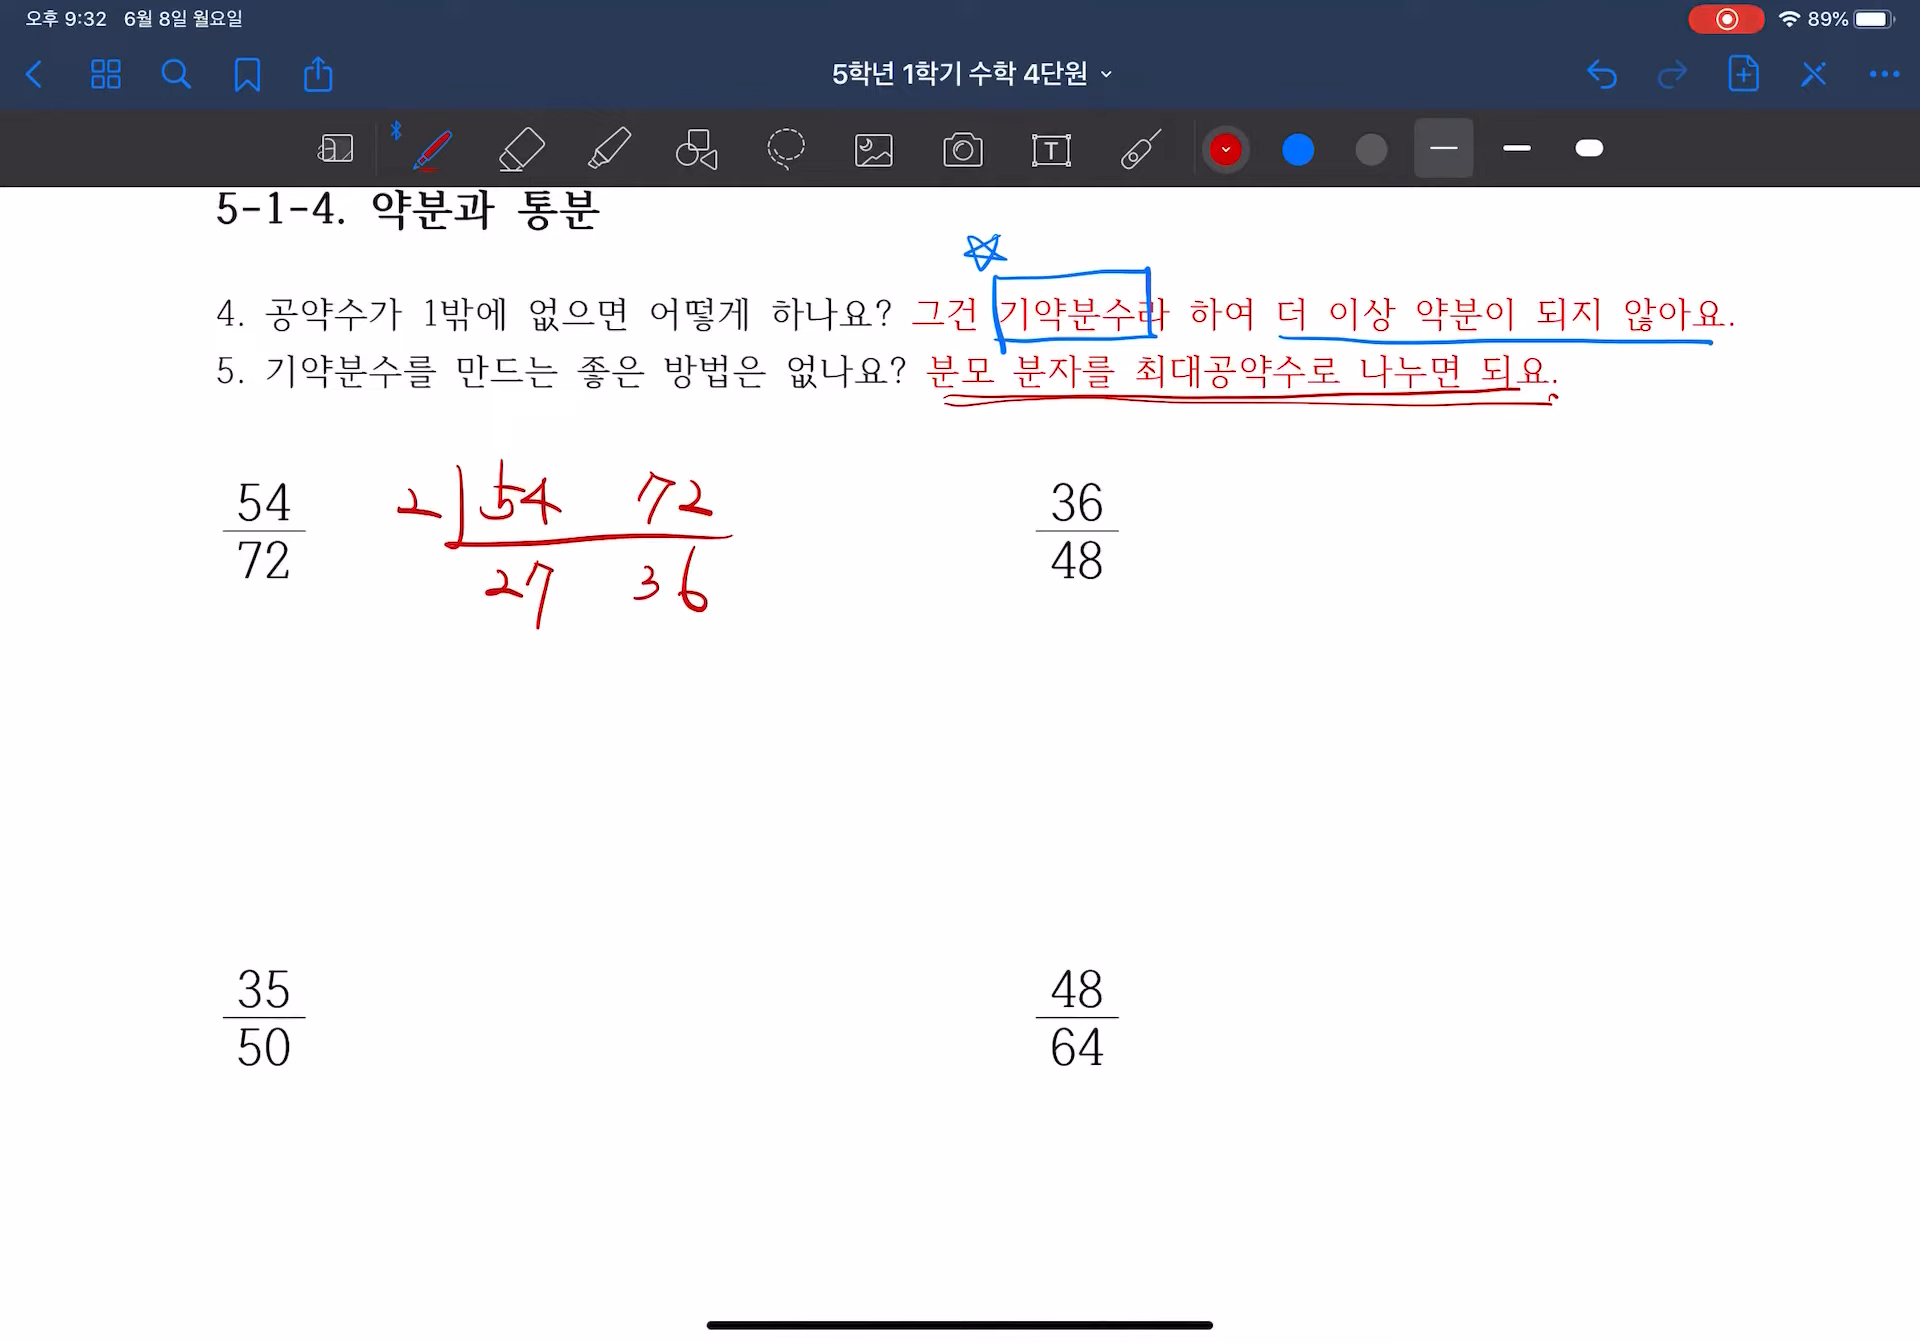 오후 9:32 6월 8일 월요일
89%
5학년 1학기 수학 4단원
5-1-4. 약분과 통분
4. 공약수가 1밖에 없으면 어떻게 하나요? 그건 기약분수라 하여 더 이상 약분이 되지 않아요.
5. 기약분수를 만드는 좋은 방법은 없나요? 분모 분자를 최대공약수로 나누면 되요.
54
72
2 54 72
27 36
36
48
35
50
48
64